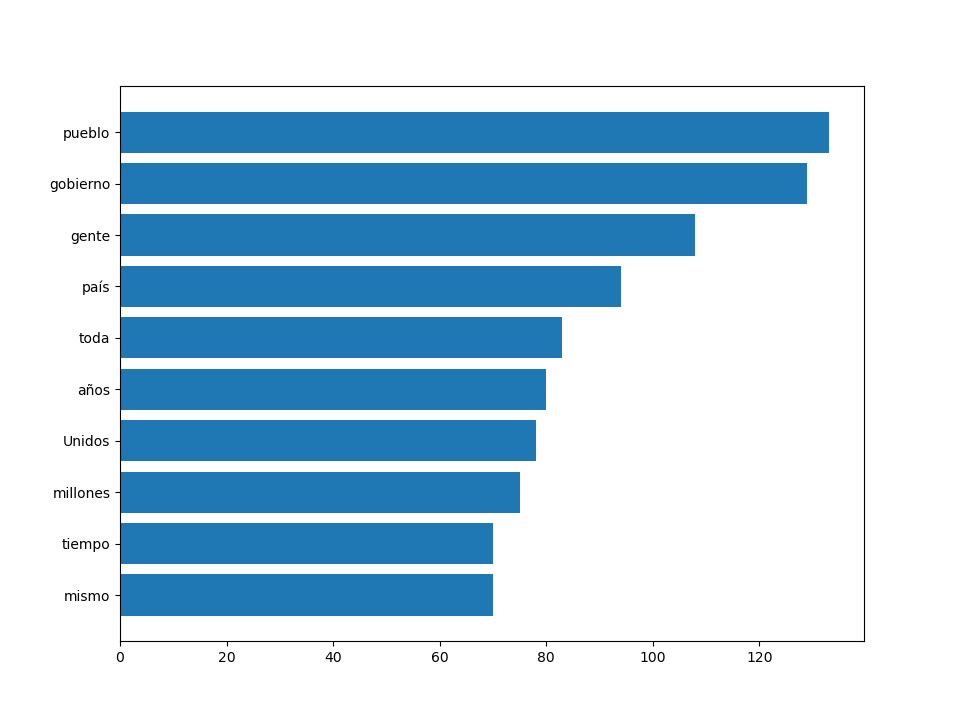 pueblo
gobierno
gente
país
toda
años
Unidos
millones
tiempo
mismo
0 20 40 60 80 100 120